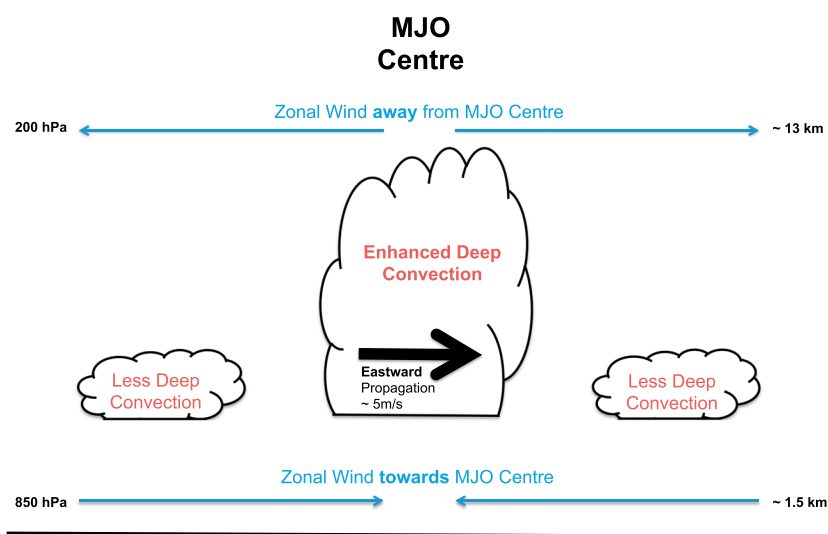 MJO
Centre
Zonal Wind away from MJO Centre
200 hPa
~ 13 km
Enhanced Deep
Convection
Eastward
Propagation
~ 5m/s
Less Deep
Convection
Less Deep
Convection
Zonal Wind towards MJO Centre
850 hPa
~ 1.5 km